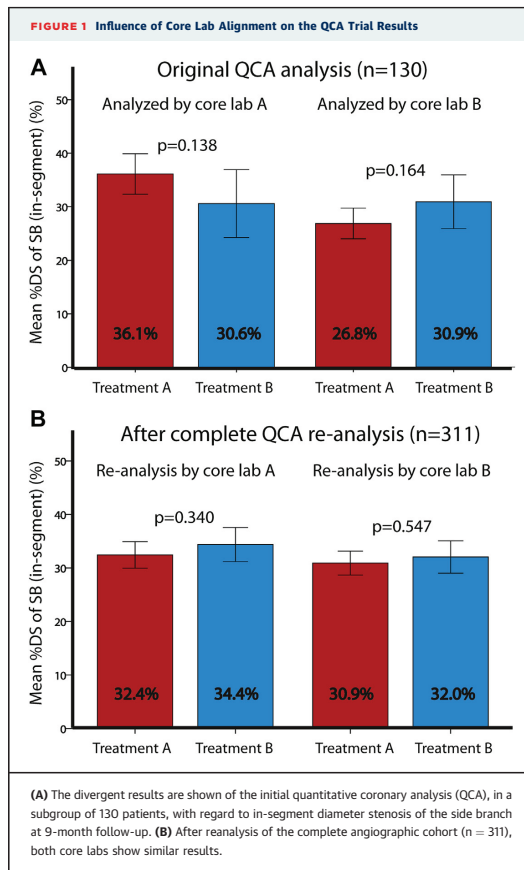 FIGURE 1 Influence of Core Lab Alignment on the QCA Trial Results
A
Original QCA analysis (n=130)
Mean %DS of SB (in-segment) (%)
50
40
30
20
10
0
Analyzed by core lab A
Analyzed by core lab B
p=0.138
p=0.164
36.1%
30.6%
26.8%
30.9%
Treatment A
Treatment B
Treatment A
Treatment B
B
After complete QCA re-analysis (n=311)
Mean %DS of SB (in-segment) (%)
50
40
30
20
10
0
Re-analysis by core lab A
Re-analysis by core lab B
p=0.340
p=0.547
32.4%
34.4%
30.9%
32.0%
Treatment A
Treatment B
Treatment A
Treatment B
(A) The divergent results are shown of the initial quantitative coronary analysis (QCA), in a
subgroup of 130 patients, with regard to in-segment diameter stenosis of the side branch
at 9-month follow-up. (B) After reanalysis of the complete angiographic cohort (n = 311),
both core labs show similar results.